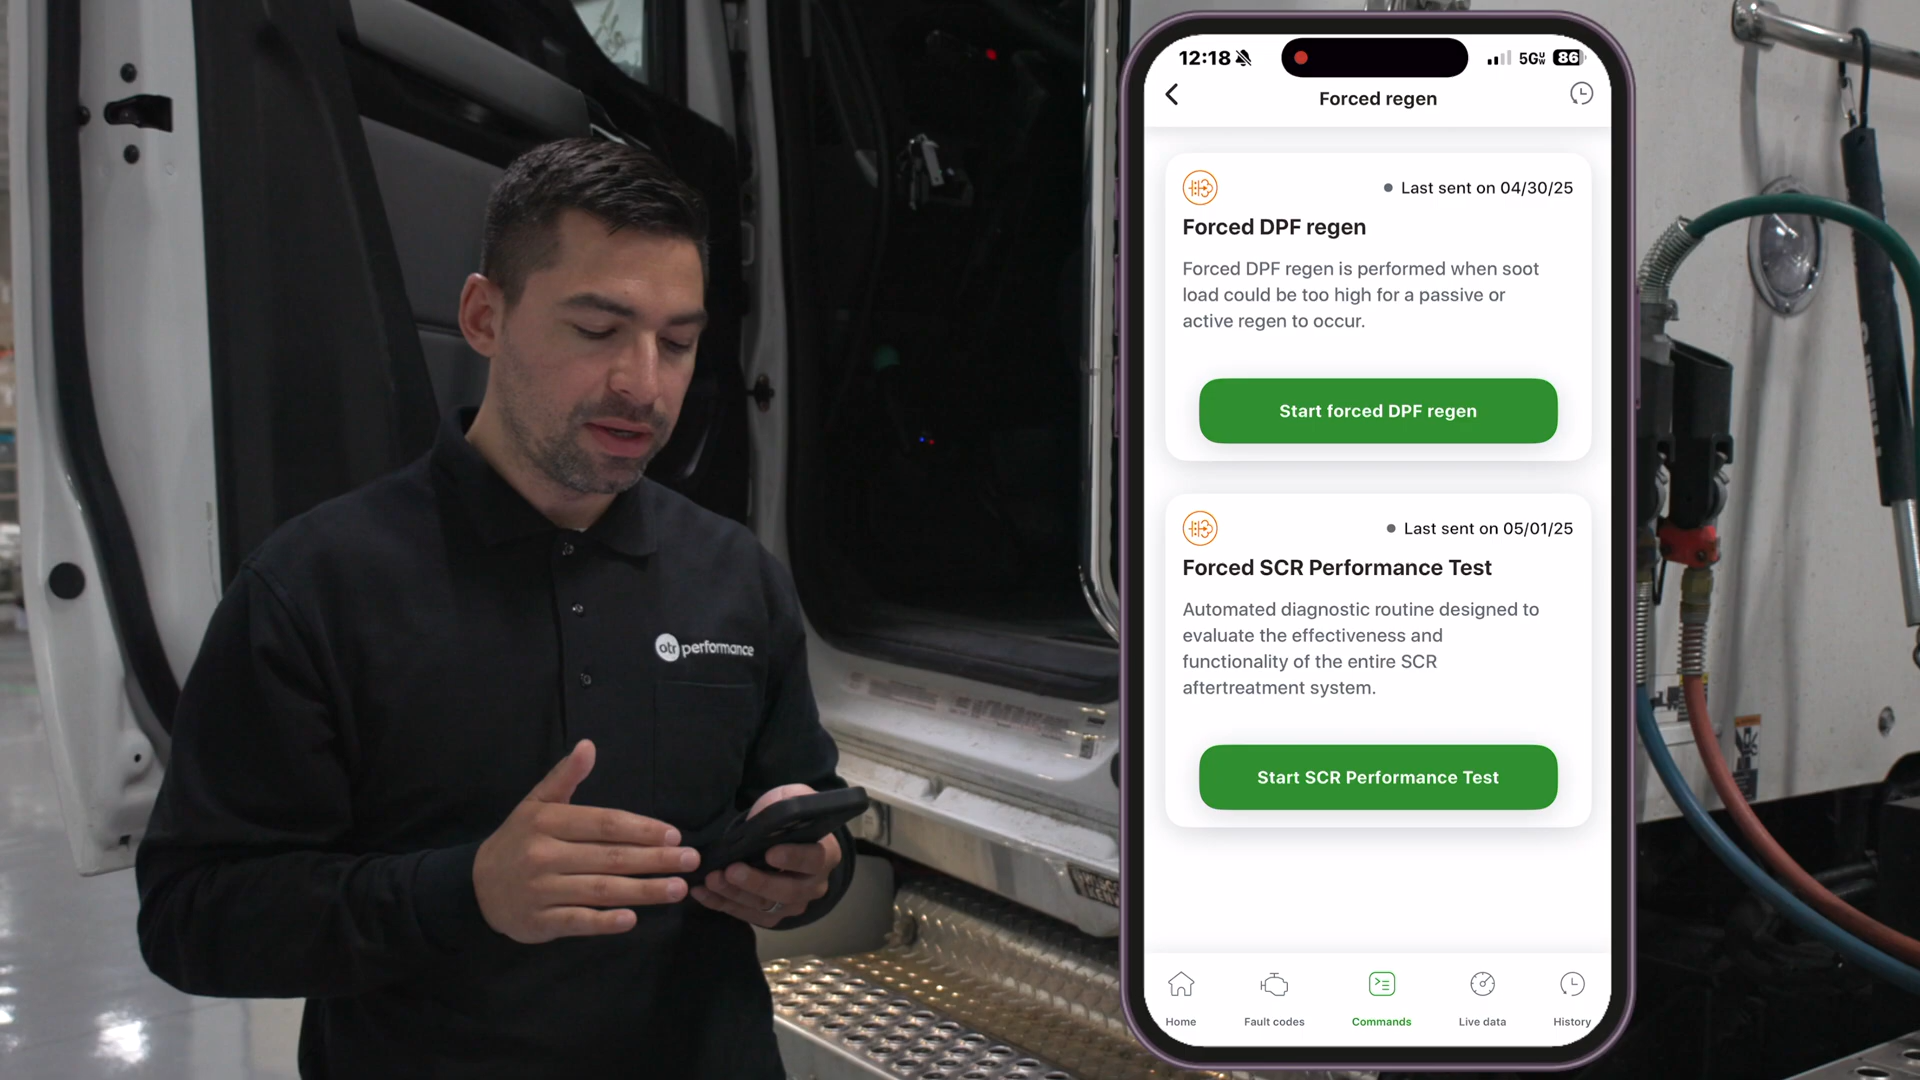 12:18
5G UW
86
Forced regen
Last sent on 04/30/25
Forced DPF regen
Forced DPF regen is performed when soot
load could be too high for a passive or
active regen to occur.
Start forced DPF regen
Last sent on 05/01/25
Forced SCR Performance Test
Automated diagnostic routine designed to
evaluate the effectiveness and
functionality of the entire SCR
aftertreatment system.
Start SCR Performance Test
Home
Fault codes
Commands
Live data
History
otr performance